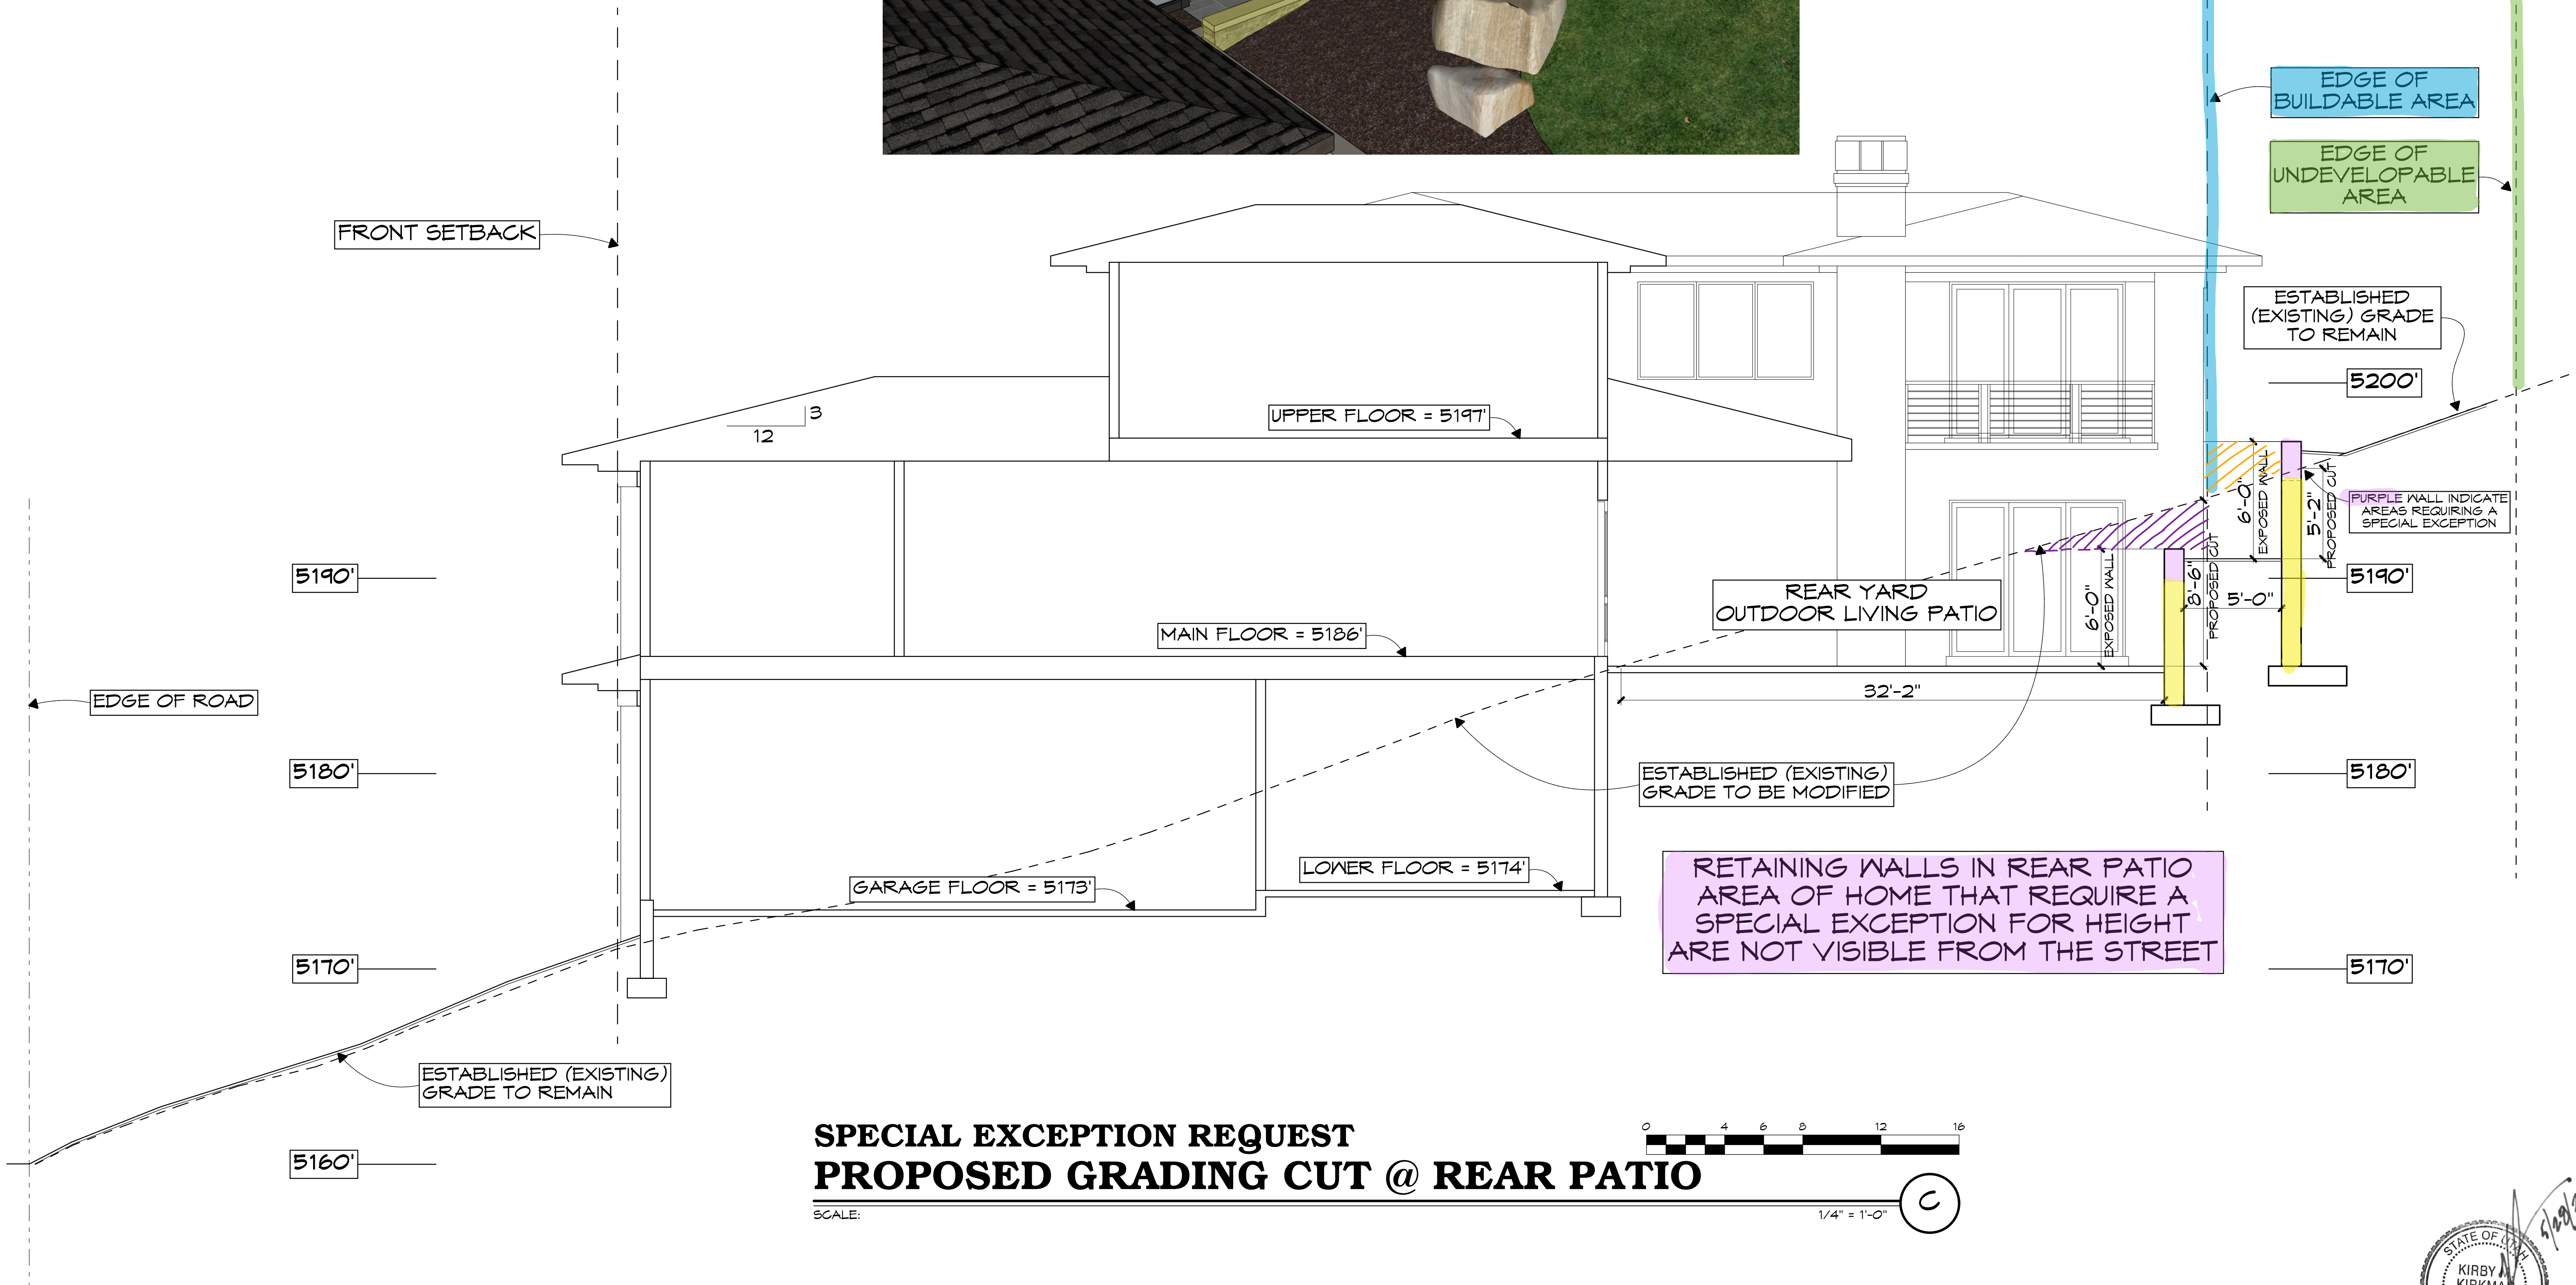 EDGE OF
BUILDABLE AREA
EDGE OF
UNDEVELOPABLE
AREA
FRONT SETBACK
ESTABLISHED
(EXISTING) GRADE
TO REMAIN
5200'
3
12
UPPER FLOOR = 5197'
6'-0"
EXPOSED WALL
5'-2"
PROPOSED CUT
PURPLE WALL INDICATE
AREAS REQUIRING A
SPECIAL EXCEPTION
5190'
REAR YARD
OUTDOOR LIVING PATIO
6'-0"
EXPOSED WALL
8'-6"
PROPOSED CUT
5'-0"
5190'
MAIN FLOOR = 5186'
EDGE OF ROAD
32'-2"
5180'
ESTABLISHED (EXISTING)
GRADE TO BE MODIFIED
5180'
GARAGE FLOOR = 5173'
LOWER FLOOR = 5174'
RETAINING WALLS IN REAR PATIO
AREA OF HOME THAT REQUIRE A
SPECIAL EXCEPTION FOR HEIGHT
ARE NOT VISIBLE FROM THE STREET
5170'
5170'
ESTABLISHED (EXISTING)
GRADE TO REMAIN
5160'
SPECIAL EXCEPTION REQUEST
PROPOSED GRADING CUT @ REAR PATIO
0 4 6 8 12 16
C
SCALE:
1/4" = 1'-0"
STATE OF UTAH
KIRBY